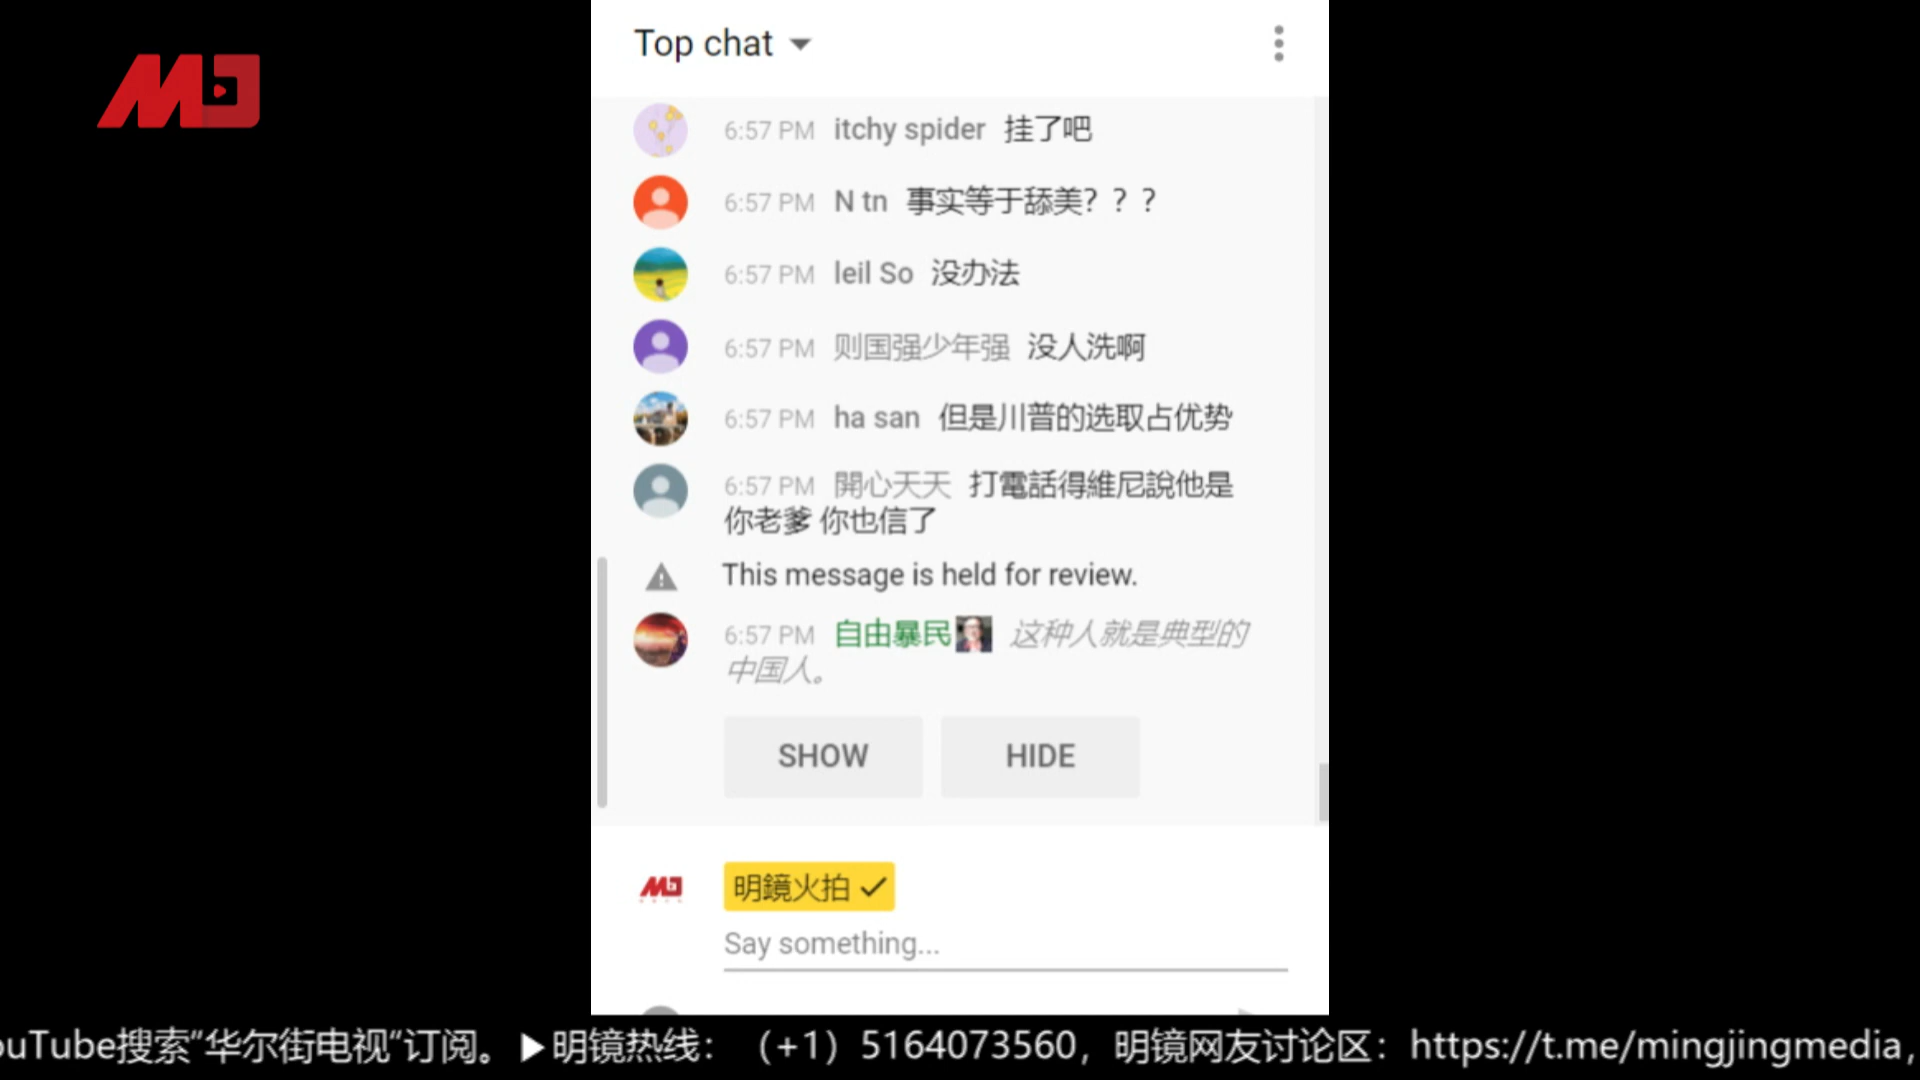 Top chat
6:57 PM itchy spider 挂了吧
6:57 PM N tn 事实等于舔美？？？
6:57 PM leil So 没办法
6:57 PM 则国强少年强 没人洗啊
6:57 PM ha san 但是川普的选取占优势
6:57 PM 開心天天 打電話得維尼說他是
你老爹 你也信了
This message is held for review.
6:57 PM 自由暴民 这种人就是典型的
中国人。
SHOW HIDE
明鏡火拍
Say something...
ouTube搜索“华尔街电视“订阅。▶明镜热线：（+1）5164073560，明镜网友讨论区：https://t.me/mingjingmedia，